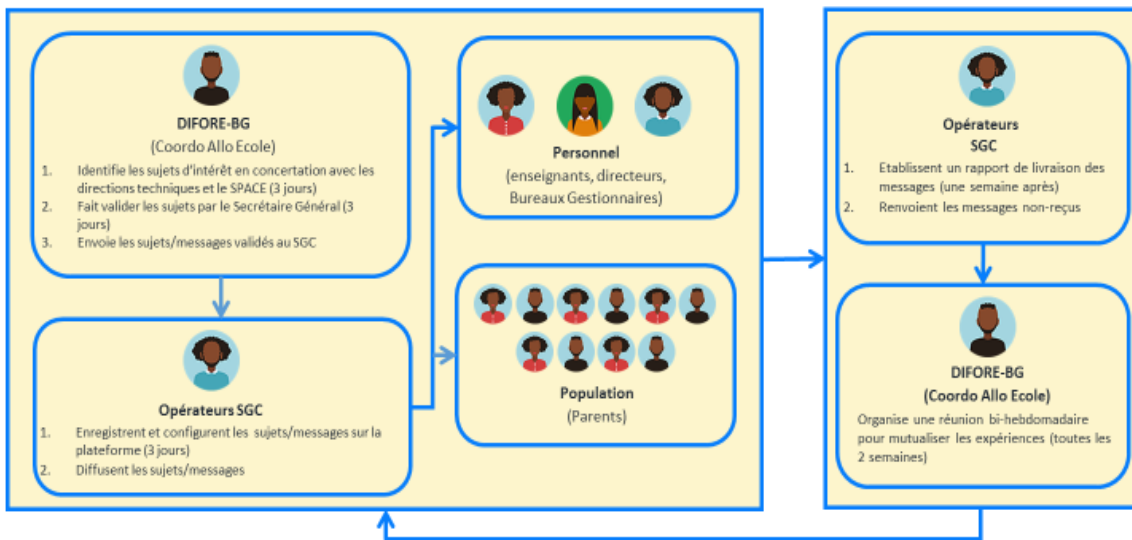 DIFORE-BG
(Coordo Allo Ecole)
1. Identifie les sujets d'intérêt en concertation avec les
directions techniques et le SPACE (3 jours)
2. Fait valider les sujets par le Secrétaire Général (3
jours)
3. Envoie les sujets/messages validés au SGC
Opérateurs SGC
1. Enregistrent et configurent les sujets/messages sur la
plateforme (3 jours)
2. Diffusent les sujets/messages
Personnel
(enseignants, directeurs,
Bureaux Gestionnaires)
Population
(Parents)
Opérateurs
SGC
1. Etablissent un rapport de livraison des
messages (une semaine après)
2. Renvoient les messages non-reçus
DIFORE-BG
(Coordo Allo Ecole)
Organise une réunion bi-hebdomadaire
pour mutualiser les expériences (toutes les
2 semaines)